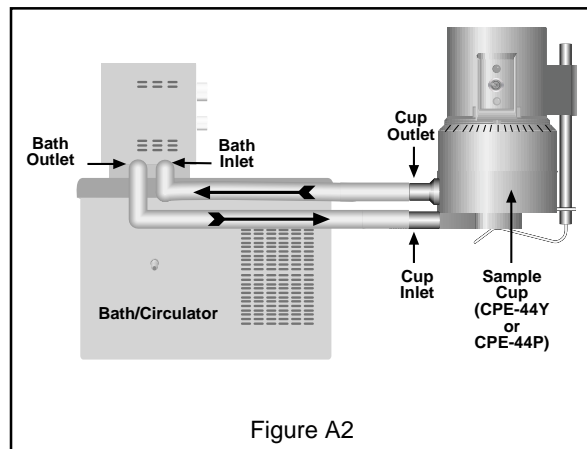 Bath
Outlet
Bath
Inlet
Cup
Outlet
Bath/Circulator
Cup
Inlet
Sample
Cup
(CPE-44Y
or
CPE-44P)
Figure A2